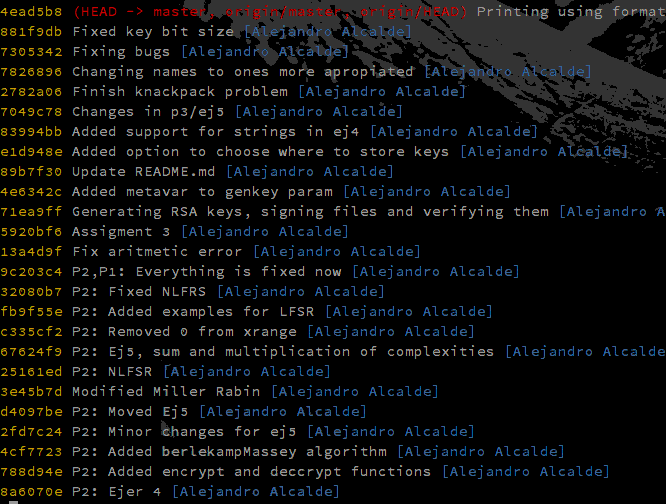 4ead5b8 (HEAD -> master, origin/master, origin/HEAD) Printing using format
881f9db Fixed key bit size [Alejandro Alcalde]
7305342 Fixing bugs [Alejandro Alcalde]
7826896 Changing names to ones more apropiated [Alejandro Alcalde]
2782a06 Finish knackpack problem [Alejandro Alcalde]
7049c78 Changes in p3/ej5 [Alejandro Alcalde]
83994bb Added support for strings in ej4 [Alejandro Alcalde]
e1d948e Added option to choose where to store keys [Alejandro Alcalde]
89b7f30 Update README.md [Alejandro Alcalde]
4e6342c Added metavar to genkey param [Alejandro Alcalde]
71ea9ff Generating RSA keys, signing files and verifying them [Alejandro A
5920bf6 Assigment 3 [Alejandro Alcalde]
13a4d9f Fix aritmetic error [Alejandro Alcalde]
9c203c4 P2,P1: Everything is fixed now [Alejandro Alcalde]
32080b7 P2: Fixed NLFRS [Alejandro Alcalde]
fb9f55e P2: Added examples for LFSR [Alejandro Alcalde]
c335cf2 P2: Removed 0 from xrange [Alejandro Alcalde]
67624f9 P2: Ej5, sum and multiplication of complexities [Alejandro Alcalde
25161ed P2: NLFSR [Alejandro Alcalde]
3e45b7d Modified Miller Rabin [Alejandro Alcalde]
d4097be P2: Moved Ej5 [Alejandro Alcalde]
2fd7c24 P2: Minor changes for ej5 [Alejandro Alcalde]
4cf7723 P2: Added berlekampMassey algorithm [Alejandro Alcalde]
788d94e P2: Added encrypt and deccrypt functions [Alejandro Alcalde]
8a6070e P2: Ejer 4 [Alejandro Alcalde]